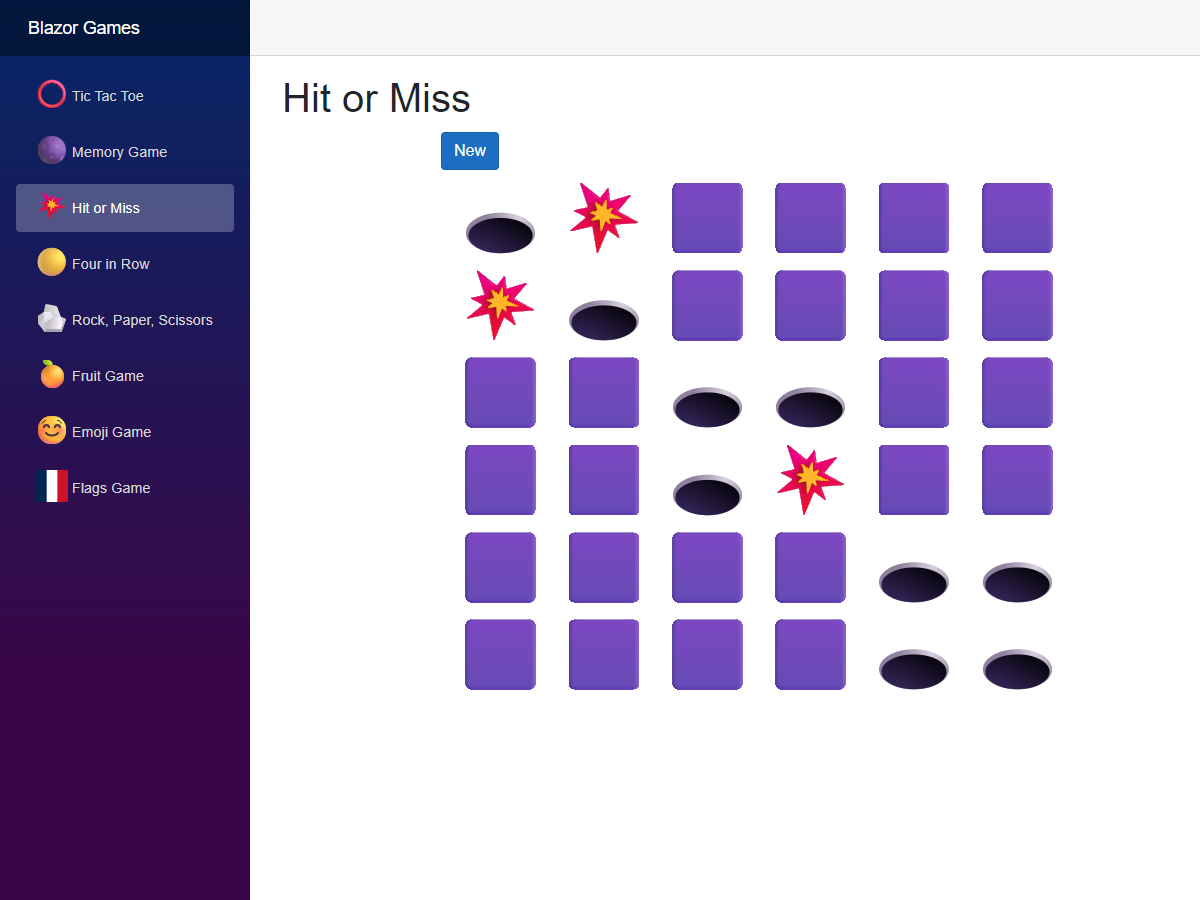 Blazor Games
Tic Tac Toe
Memory Game
Hit or Miss
Four in Row
Rock, Paper, Scissors
Fruit Game
Emoji Game
Flags Game
Hit or Miss
New